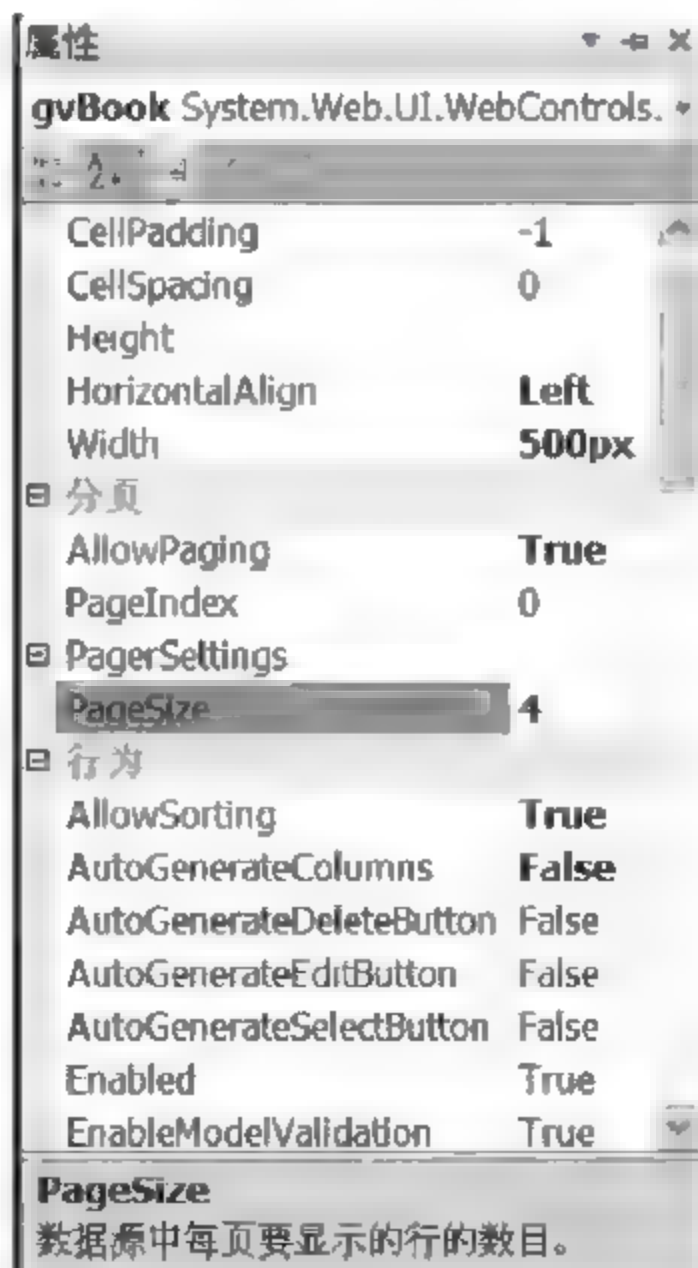 属性
gvBook System.Web.UI.WebControls.
CellPadding -1
CellSpacing 0
Height
HorizontalAlign Left
Width 500px
分页
AllowPaging True
PageIndex 0
PagerSettings
PageSize 4
行为
AllowSorting True
AutoGenerateColumns False
AutoGenerateDeleteButton False
AutoGenerateEditButton False
AutoGenerateSelectButton False
Enabled True
EnableModelValidation True
PageSize
数据源中每页要显示的行的数目。